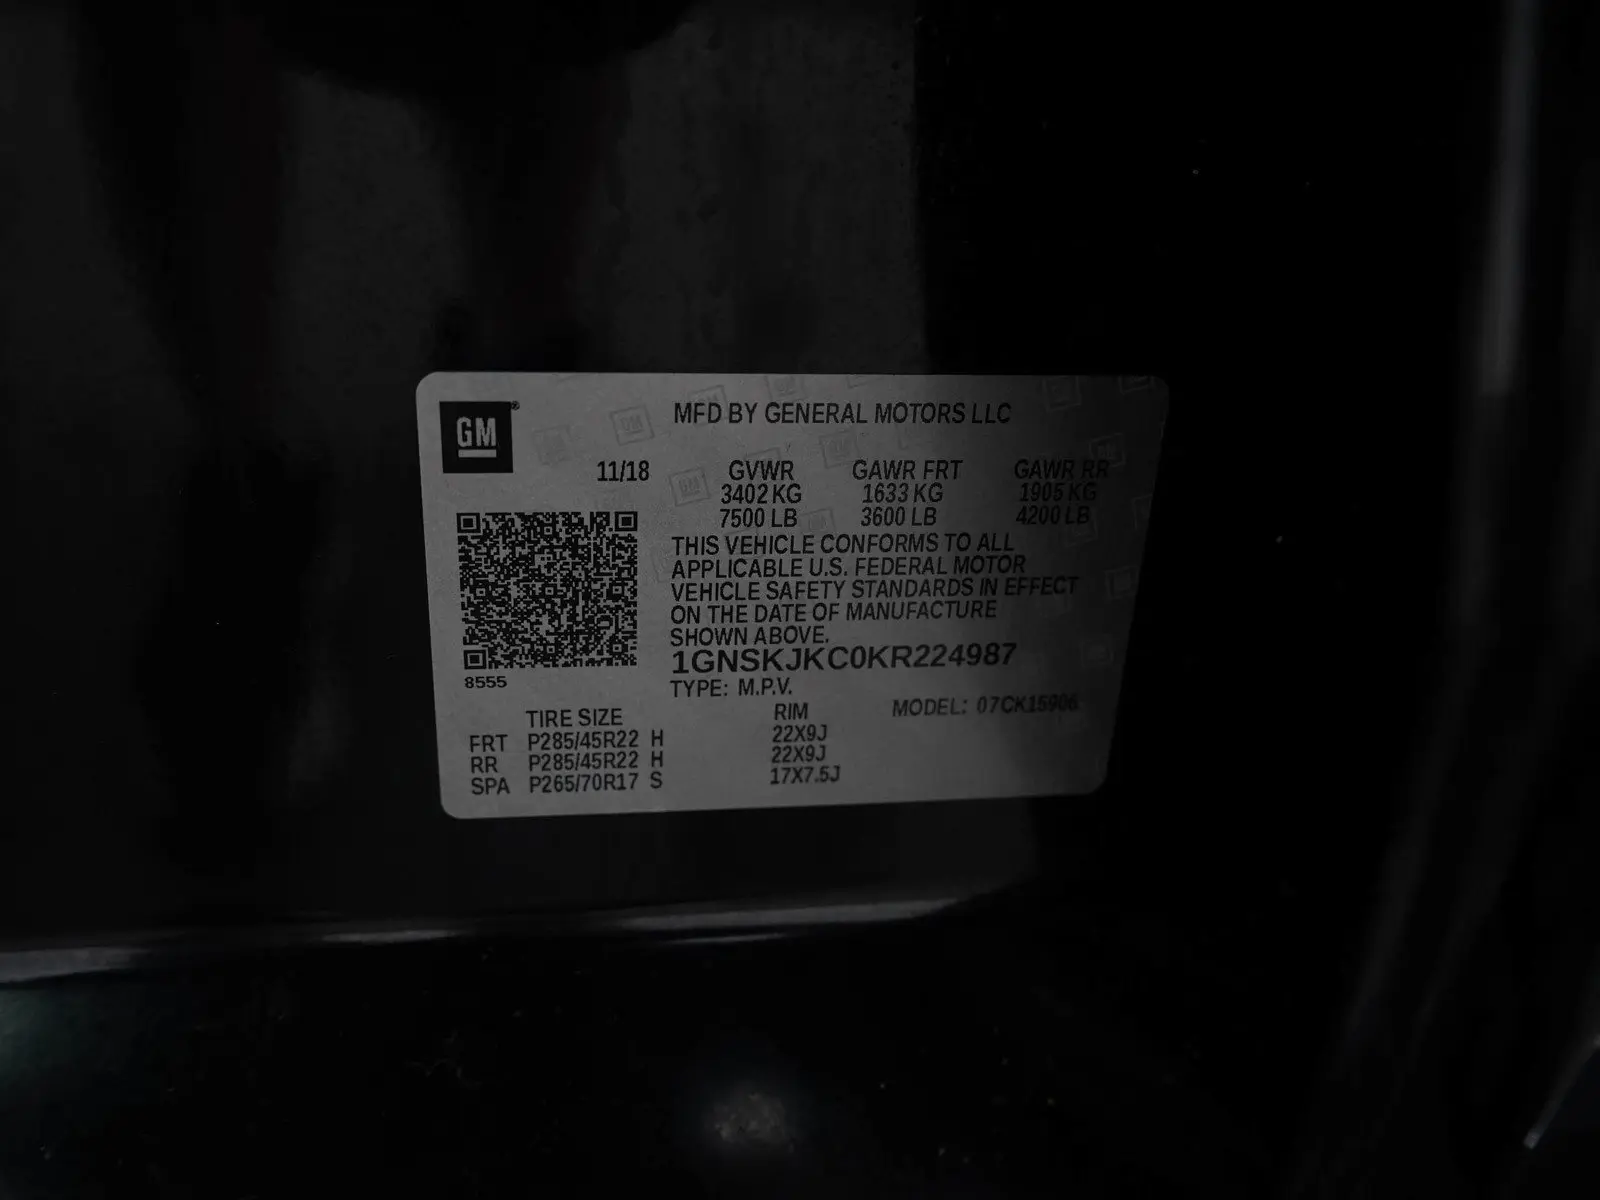 GM®
MFD BY GENERAL MOTORS LLC
11/18 GVWR GAWR FRT GAWR RR
3402 KG 1633 KG 1905 KG
7500 LB 3600 LB 4200 LB
THIS VEHICLE CONFORMS TO ALL
APPLICABLE U.S. FEDERAL MOTOR
VEHICLE SAFETY STANDARDS IN EFFECT
ON THE DATE OF MANUFACTURE
SHOWN ABOVE.
1GNSKJKC0KR224987
8555
TYPE: M.P.V.
MODEL: 07CK15906
TIRE SIZE RIM
FRT P285/45R22 H 22X9J
RR P285/45R22 H 22X9J
SPA P265/70R17 S 17X7.5J